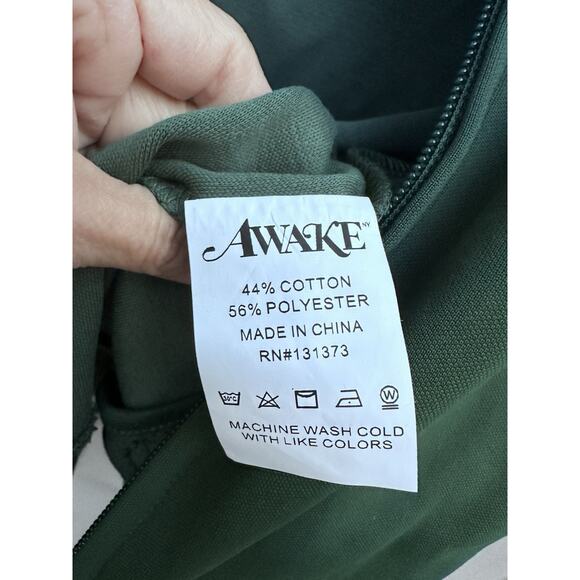 AWAKE NY
44% COTTON
56% POLYESTER
MADE IN CHINA
RN#131373
30°C W
MACHINE WASH COLD
WITH LIKE COLORS